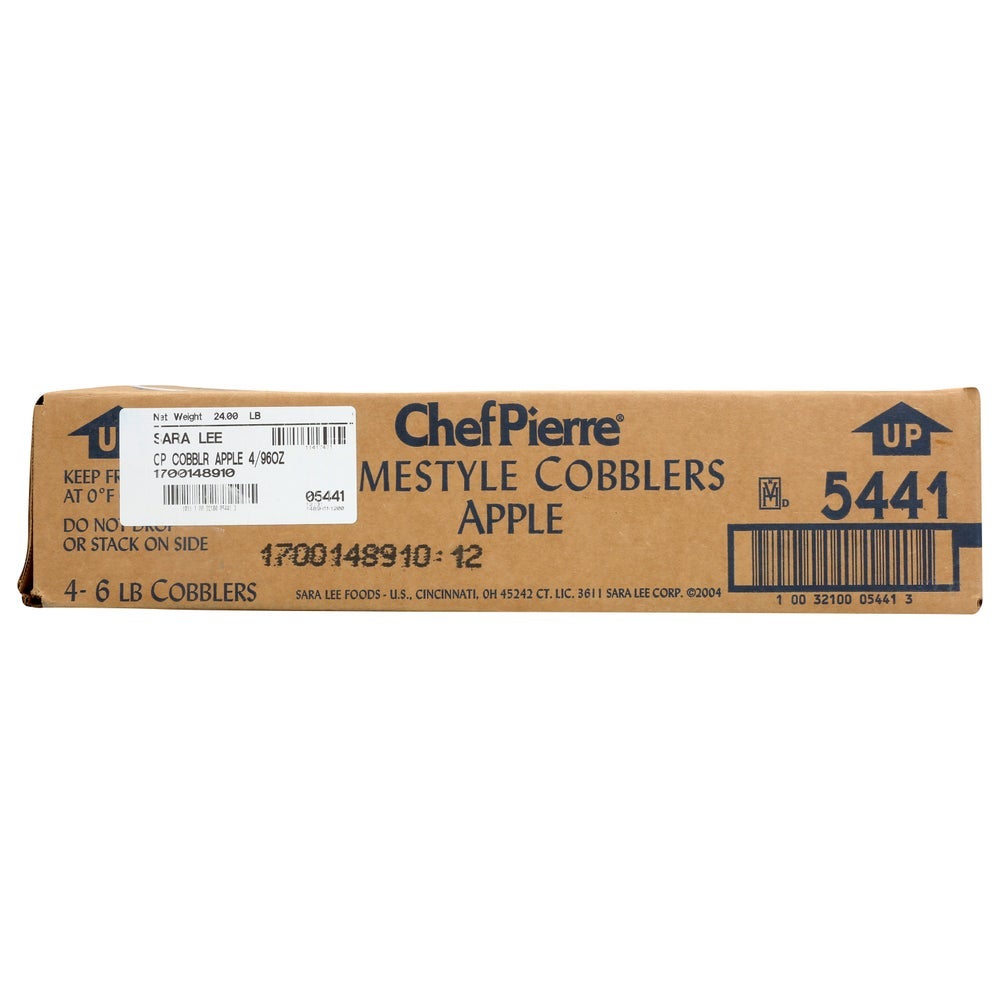 Net Weight 24.00 LB
SARA LEE
CP COBBLR APPLE 4/96OZ
1700148910
05441
U
KEEP FR
AT 0°F
DO NOT DROP
OR STACK ON SIDE
4- 6 LB COBBLERS
ChefPierre®
MESTYLE COBBLERS
APPLE
1700148910: 12
SARA LEE FOODS - U.S., CINCINNATI, OH 45242 CT. LIC. 3611 SARA LEE CORP. ©2004
UP
5441
1 00 32100 05441 3